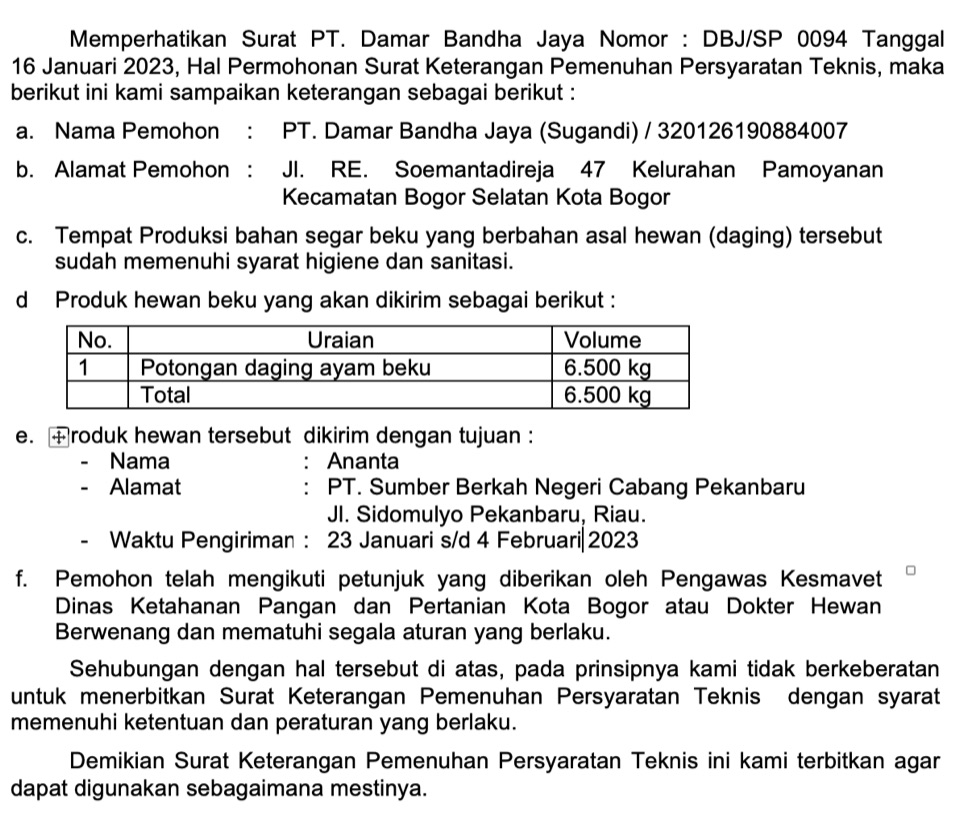 Memperhatikan Surat PT. Damar Bandha Jaya Nomor : DBJ/SP 0094 Tanggal
16 Januari 2023, Hal Permohonan Surat Keterangan Pemenuhan Persyaratan Teknis, maka
berikut ini kami sampaikan keterangan sebagai berikut :
a. Nama Pemohon : PT. Damar Bandha Jaya (Sugandi) / 320126190884007
b. Alamat Pemohon : Jl. RE. Soemantadireja 47 Kelurahan Pamoyanan
Kecamatan Bogor Selatan Kota Bogor
c. Tempat Produksi bahan segar beku yang berbahan asal hewan (daging) tersebut
sudah memenuhi syarat higiene dan sanitasi.
d Produk hewan beku yang akan dikirim sebagai berikut :
No. Uraian Volume
1 Potongan daging ayam beku 6.500 kg
Total 6.500 kg
e. roduk hewan tersebut dikirim dengan tujuan :
- Nama : Ananta
- Alamat : PT. Sumber Berkah Negeri Cabang Pekanbaru
Jl. Sidomulyo Pekanbaru, Riau.
- Waktu Pengiriman : 23 Januari s/d 4 Februari 2023
f. Pemohon telah mengikuti petunjuk yang diberikan oleh Pengawas Kesmavet
Dinas Ketahanan Pangan dan Pertanian Kota Bogor atau Dokter Hewan
Berwenang dan mematuhi segala aturan yang berlaku.
Sehubungan dengan hal tersebut di atas, pada prinsipnya kami tidak berkeberatan
untuk menerbitkan Surat Keterangan Pemenuhan Persyaratan Teknis dengan syarat
memenuhi ketentuan dan peraturan yang berlaku.
Demikian Surat Keterangan Pemenuhan Persyaratan Teknis ini kami terbitkan agar
dapat digunakan sebagaimana mestinya.